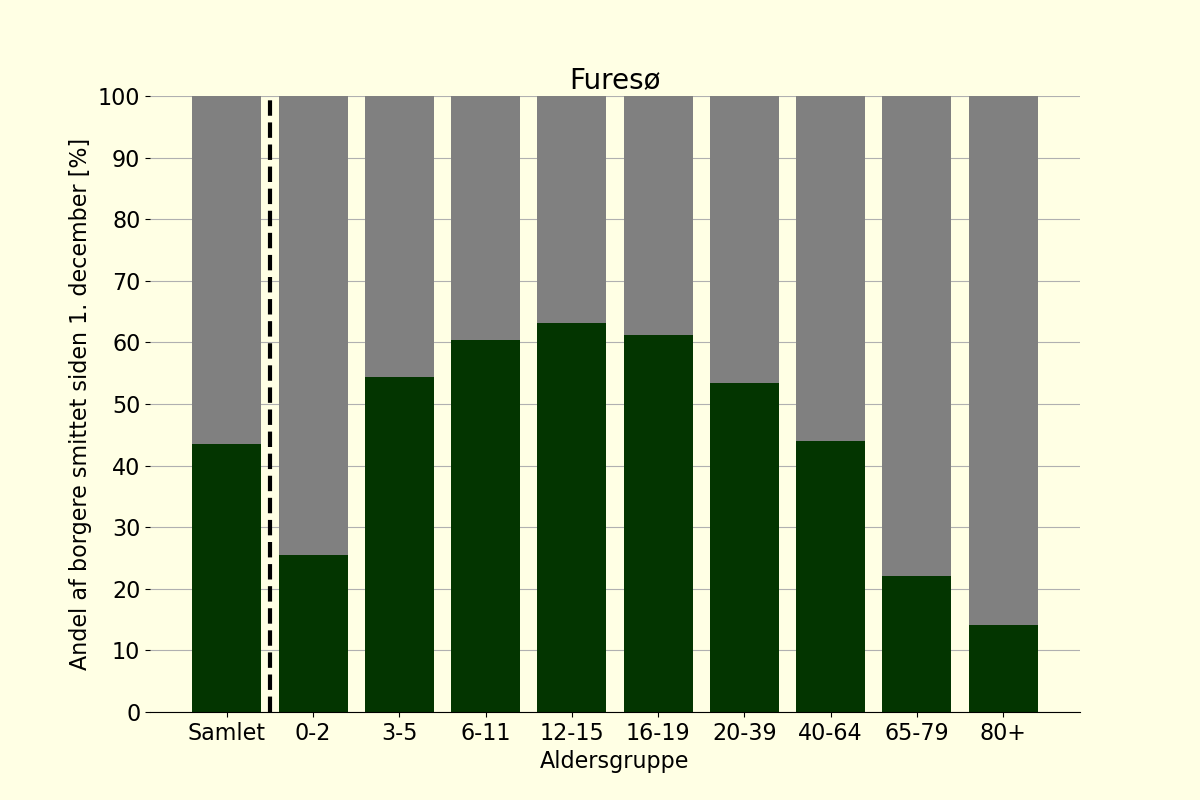 Furesø
Andel af borgere smittet siden 1. december [%]
100
90
80
70
60
50
40
30
20
10
0
Samlet 0-2 3-5 6-11 12-15 16-19 20-39 40-64 65-79 80+
Aldersgruppe